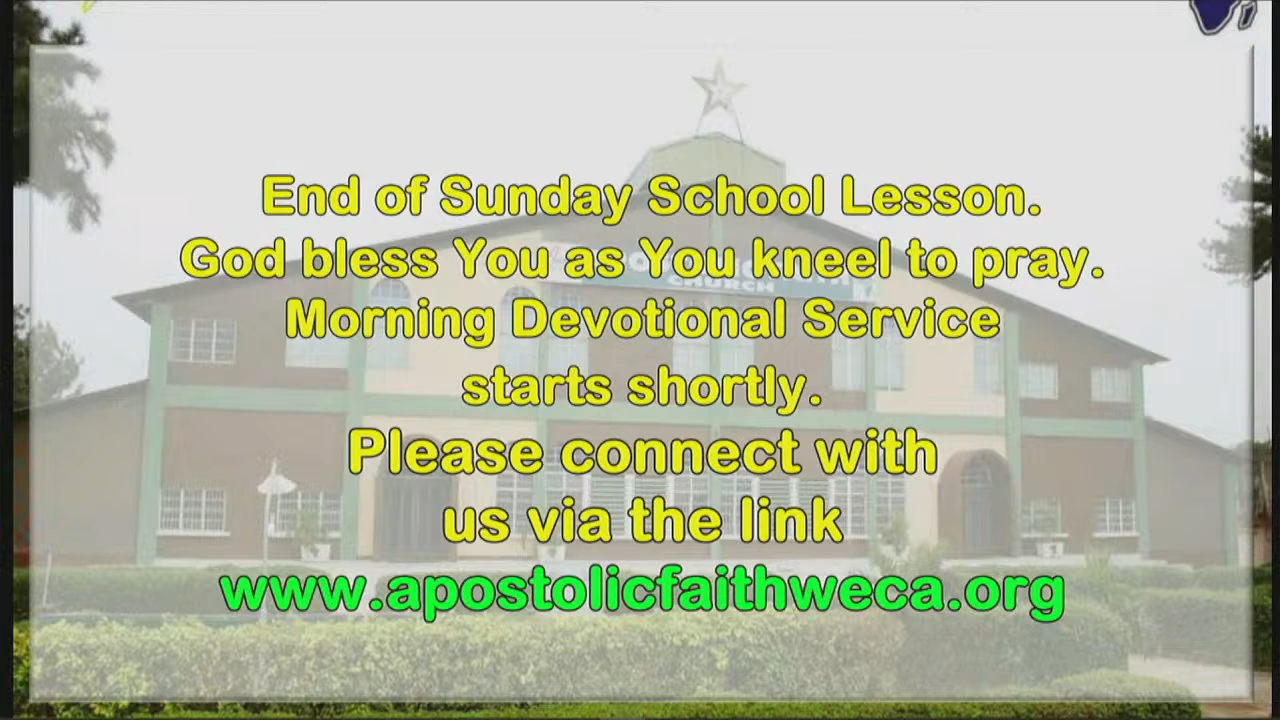 End of Sunday School Lesson.
God bless You as You kneel to pray.
Morning Devotional Service
starts shortly.
Please connect with
us via the link
www.apostolicfaithweca.org
CHURCH